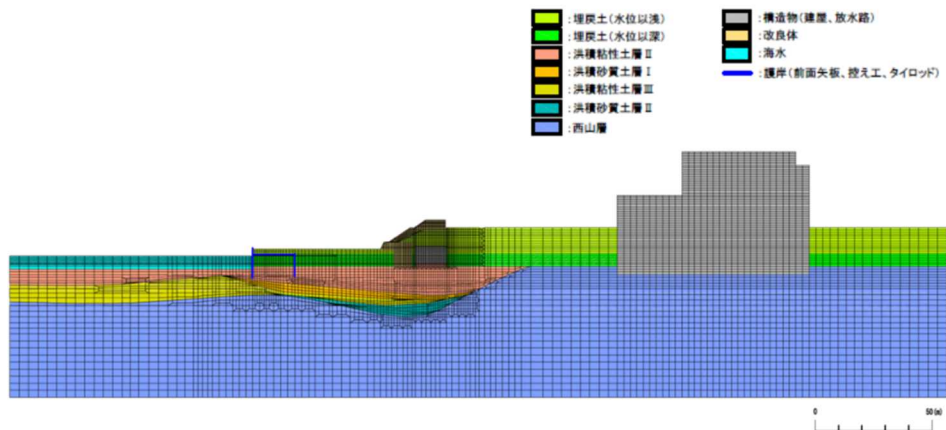 ：埋戻土（水位以浅）
：埋戻土（水位以深）
：洪積粘性土層Ⅱ
：洪積砂質土層Ⅰ
：洪積粘性土層Ⅲ
：洪積砂質土層Ⅱ
：西山層
：構造物（建屋、放水路）
：改良体
：海水
：護岸（前面矢板、控え工、タイロッド）
0 50 (m)